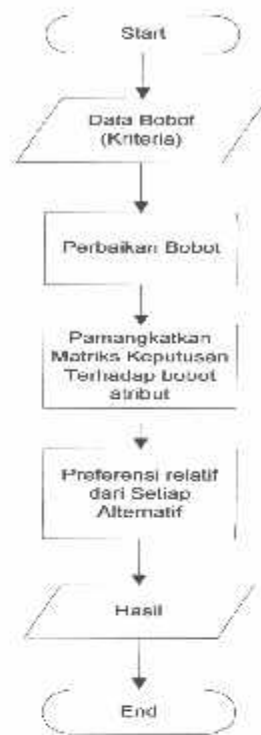 Start
Data Bobot
(Kriteria)
Perbaikan Bobot
Pamangkatkan
Matriks Keputusan
Terhadap bobot
atribut
Preferensi relatif
dari Setiap
Alternatif
Hasil
End